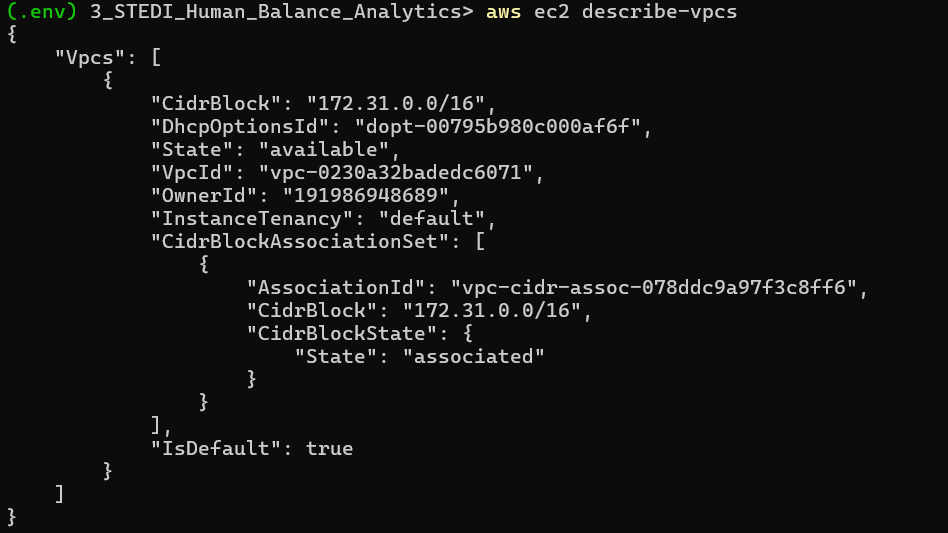 (.env) 3_STEDI_Human_Balance_Analytics> aws ec2 describe-vpcs
{
    "Vpcs": [
        {
            "CidrBlock": "172.31.0.0/16",
            "DhcpOptionsId": "dopt-00795b980c000af6f",
            "State": "available",
            "VpcId": "vpc-0230a32badedc6071",
            "OwnerId": "191986948689",
            "InstanceTenancy": "default",
            "CidrBlockAssociationSet": [
                {
                    "AssociationId": "vpc-cidr-assoc-078ddc9a97f3c8ff6",
                    "CidrBlock": "172.31.0.0/16",
                    "CidrBlockState": {
                        "State": "associated"
                    }
                }
            ],
            "IsDefault": true
        }
    ]
}